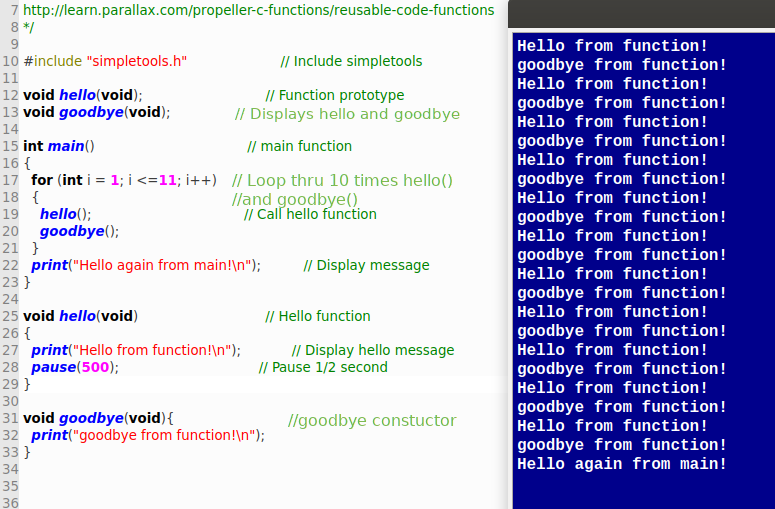 7 http://learn.parallax.com/propeller-c-functions/reusable-code-functions
8 */
9
10 #include "simpletools.h" // Include simpletools
11
12 void hello(void); // Function prototype
13 void goodbye(void); // Displays hello and goodbye
14
15 int main() // main function
16 {
17 for (int i = 1; i <=11; i++) // Loop thru 10 times hello()
18 { //and goodbye()
19 hello(); // Call hello function
20 goodbye();
21 }
22 print("Hello again from main!\n"); // Display message
23 }
24
25 void hello(void) // Hello function
26 {
27 print("Hello from function!\n"); // Display hello message
28 pause(500); // Pause 1/2 second
29 }
30
31 void goodbye(void){ //goodbye constuctor
32 print("goodbye from function!\n");
33 }
34
35
36
Hello from function!
goodbye from function!
Hello from function!
goodbye from function!
Hello from function!
goodbye from function!
Hello from function!
goodbye from function!
Hello from function!
goodbye from function!
Hello from function!
goodbye from function!
Hello from function!
goodbye from function!
Hello from function!
goodbye from function!
Hello from function!
goodbye from function!
Hello from function!
goodbye from function!
Hello from function!
goodbye from function!
Hello again from main!